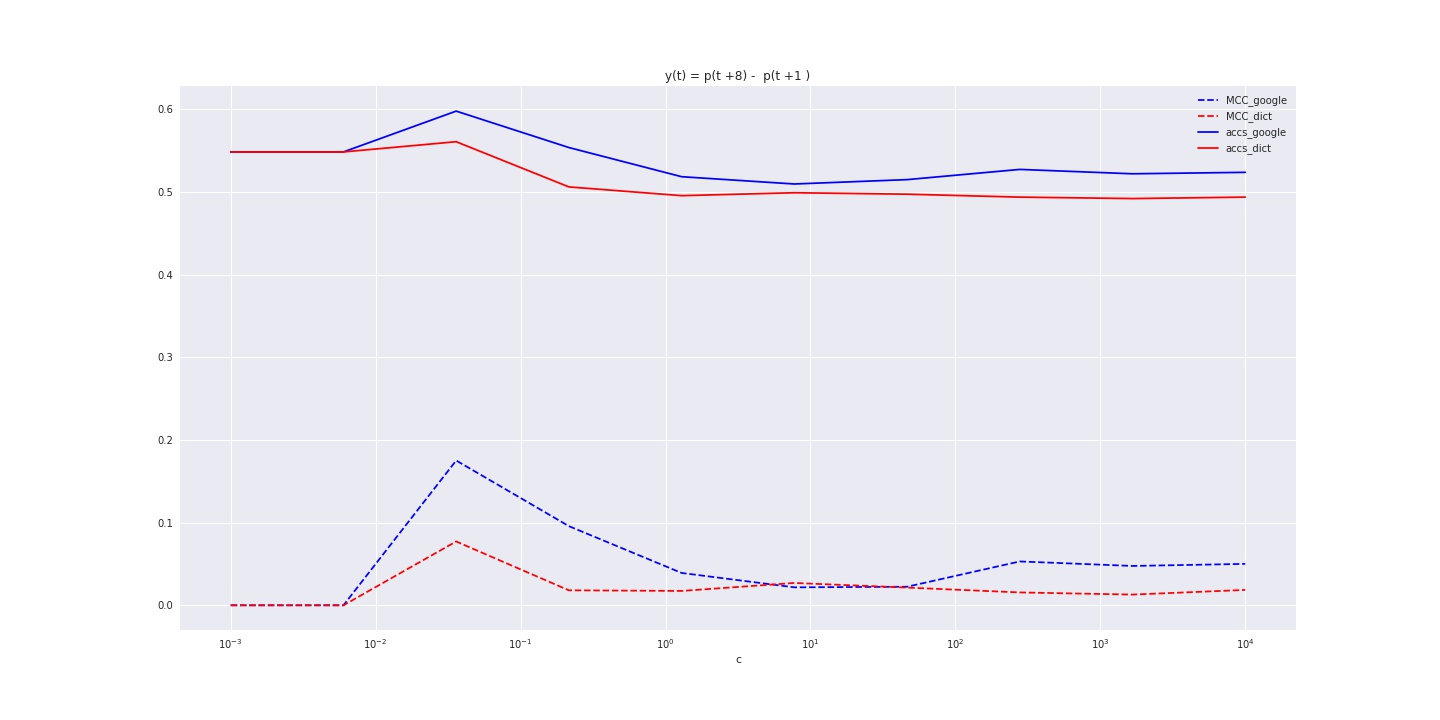 y(t) = p(t +8) -  p(t +1 )
MCC_google
MCC_dict
accs_google
accs_dict
0.6
0.5
0.4
0.3
0.2
0.1
0.0
10⁻³ 10⁻² 10⁻¹ 10⁰ 10¹ 10² 10³ 10⁴
c